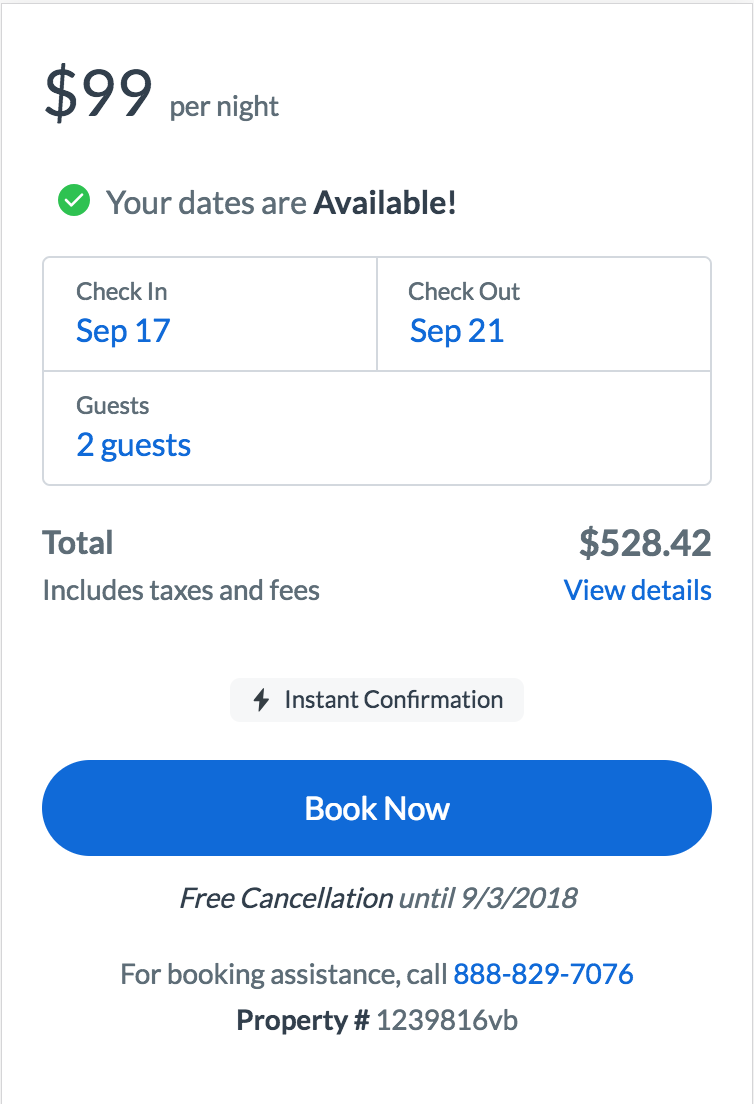 $99 per night
Your dates are Available!
Check In
Check Out
Sep 17
Sep 21
Guests
2 guests
Total
$528.42
Includes taxes and fees
View details
Instant Confirmation
Book Now
Free Cancellation until 9/3/2018
For booking assistance, call 888-829-7076
Property # 1239816vb